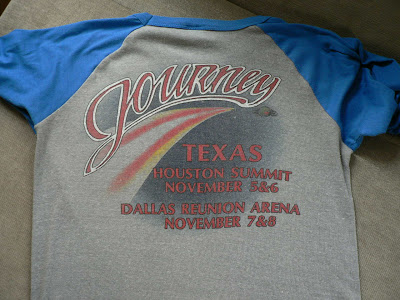 Journey
TEXAS
HOUSTON SUMMIT
NOVEMBER 5&6
DALLAS REUNION ARENA
NOVEMBER 7&8